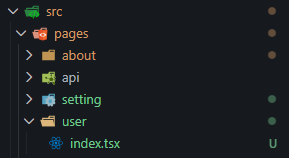 src
pages
about
api
setting
user
index.tsx U